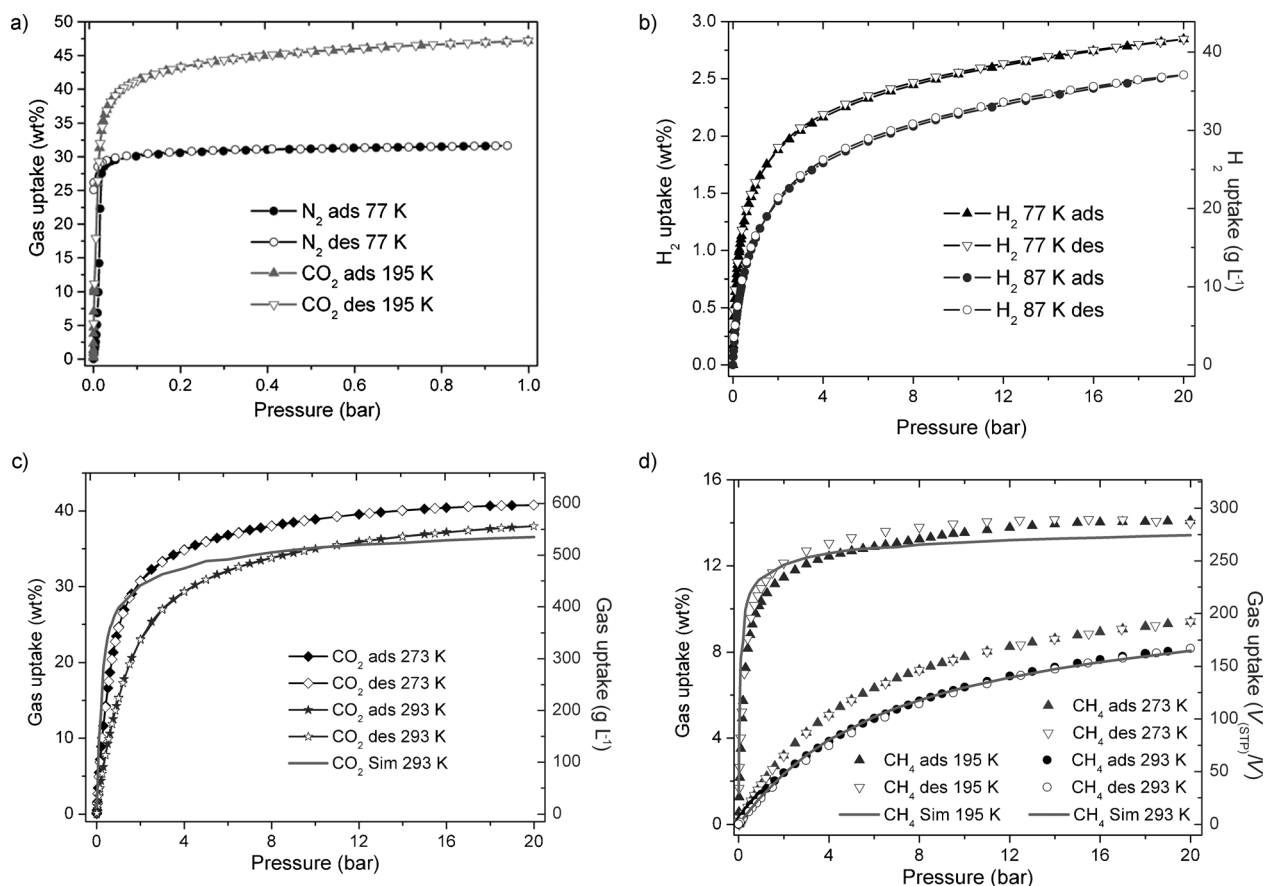 a)
50
45
40
35
30
25
20
15
10
5
0
Gas uptake (wt%)
N2 ads 77 K
N2 des 77 K
CO2 ads 195 K
CO2 des 195 K
0.0 0.2 0.4 0.6 0.8 1.0
Pressure (bar)
b)
3.0
2.5
2.0
1.5
1.0
0.5
0.0
H2 uptake (wt%)
40
30
20
10
0
H2 uptake (g L-1)
H2 77 K ads
H2 77 K des
H2 87 K ads
H2 87 K des
0 4 8 12 16 20
Pressure (bar)
c)
40
30
20
10
0
Gas uptake (wt%)
600
500
400
300
200
100
0
Gas uptake (g L-1)
CO2 ads 273 K
CO2 des 273 K
CO2 ads 293 K
CO2 des 293 K
CO2 Sim 293 K
0 4 8 12 16 20
Pressure (bar)
d)
16
12
8
4
0
Gas uptake (wt%)
300
250
200
150
100
50
0
Gas uptake (V(STP)/V)
CH4 ads 273 K
CH4 des 273 K
CH4 ads 195 K
CH4 ads 293 K
CH4 des 195 K
CH4 des 293 K
CH4 Sim 195 K
CH4 Sim 293 K
0 4 8 12 16 20
Pressure (bar)